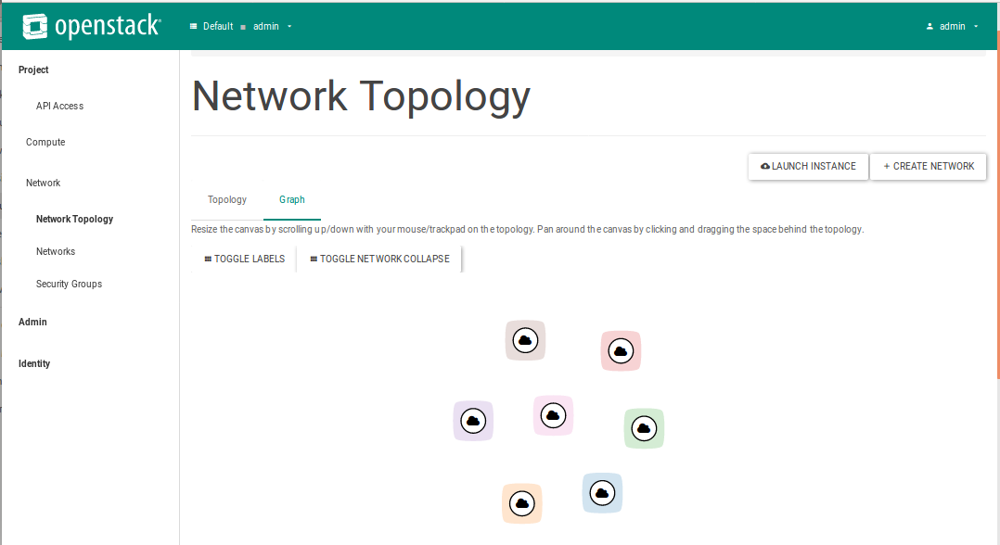 openstack. Default admin admin
Project
API Access
Compute
Network
Network Topology
Networks
Security Groups
Admin
Identity
Network Topology
LAUNCH INSTANCE + CREATE NETWORK
Topology Graph
Resize the canvas by scrolling up/down with your mouse/trackpad on the topology. Pan around the canvas by clicking and dragging the space behind the topology.
TOGGLE LABELS TOGGLE NETWORK COLLAPSE